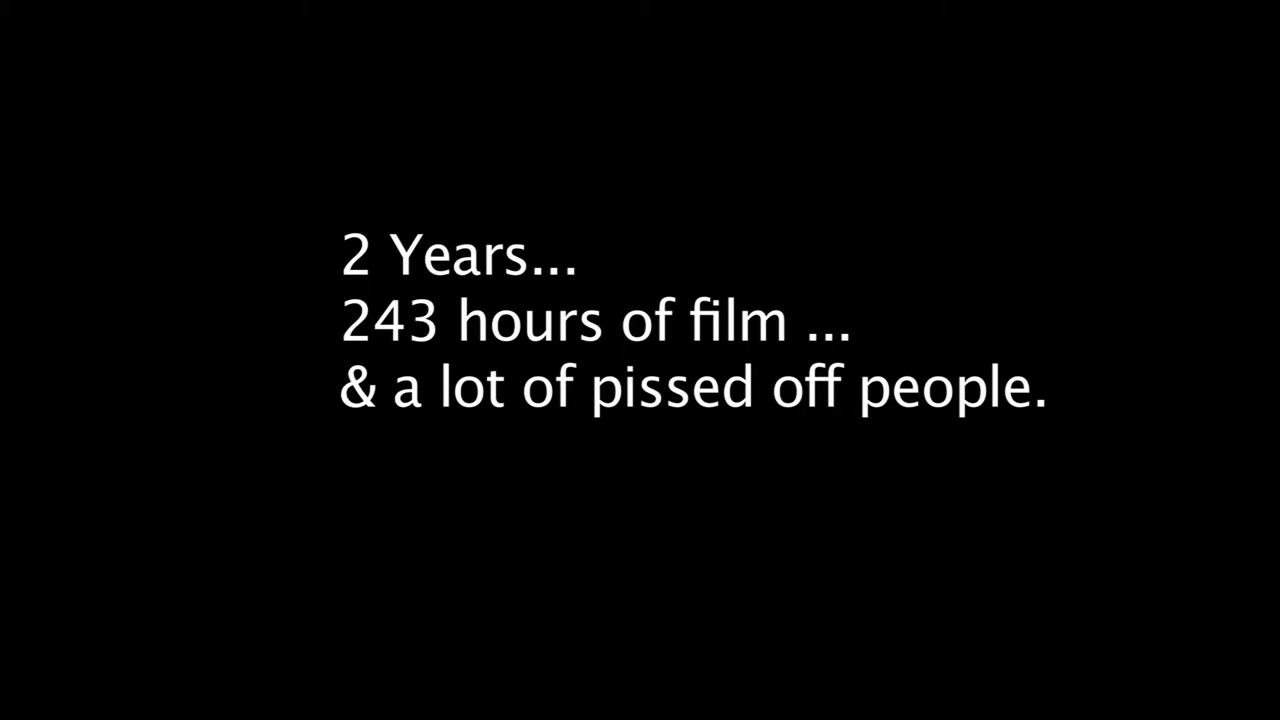 2 Years...
243 hours of film ...
& a lot of pissed off people.